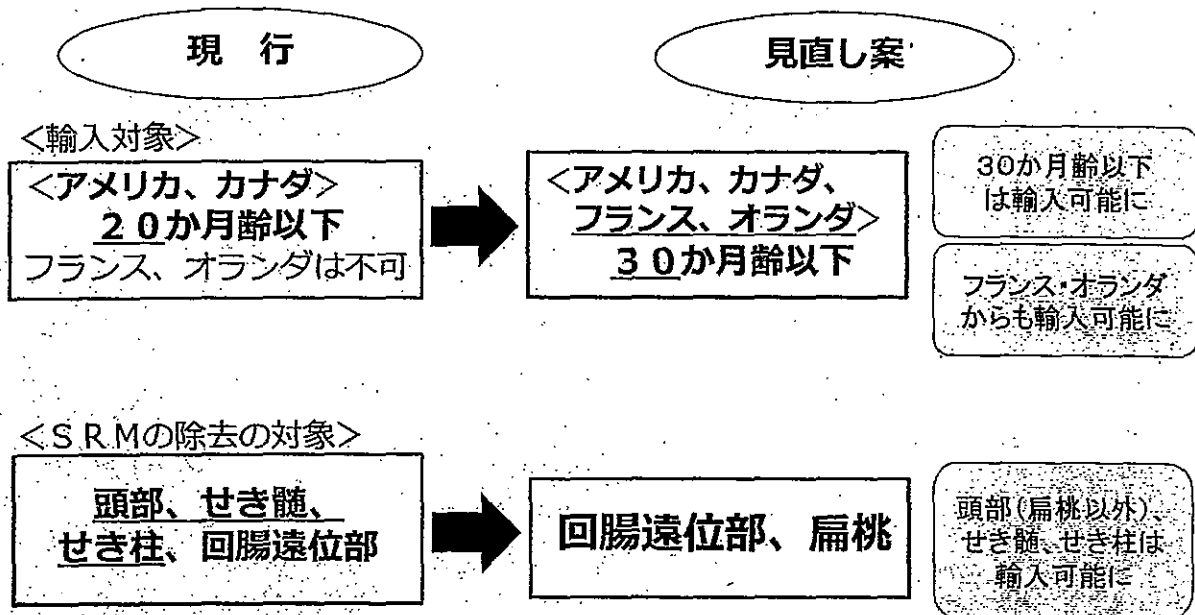 現 行
見直し案
<輸入対象>
<アメリカ、カナダ>
20か月齢以下
フランス、オランダは不可
<アメリカ、カナダ、
フランス、オランダ>
30か月齢以下
30か月齢以下
は輸入可能に
フランス・オランダ
からも輸入可能に
<SRMの除去の対象>
頭部、せき髄、
せき柱、回腸遠位部
回腸遠位部、扁桃
頭部(扁桃以外)、
せき髄、せき柱は
輸入可能に